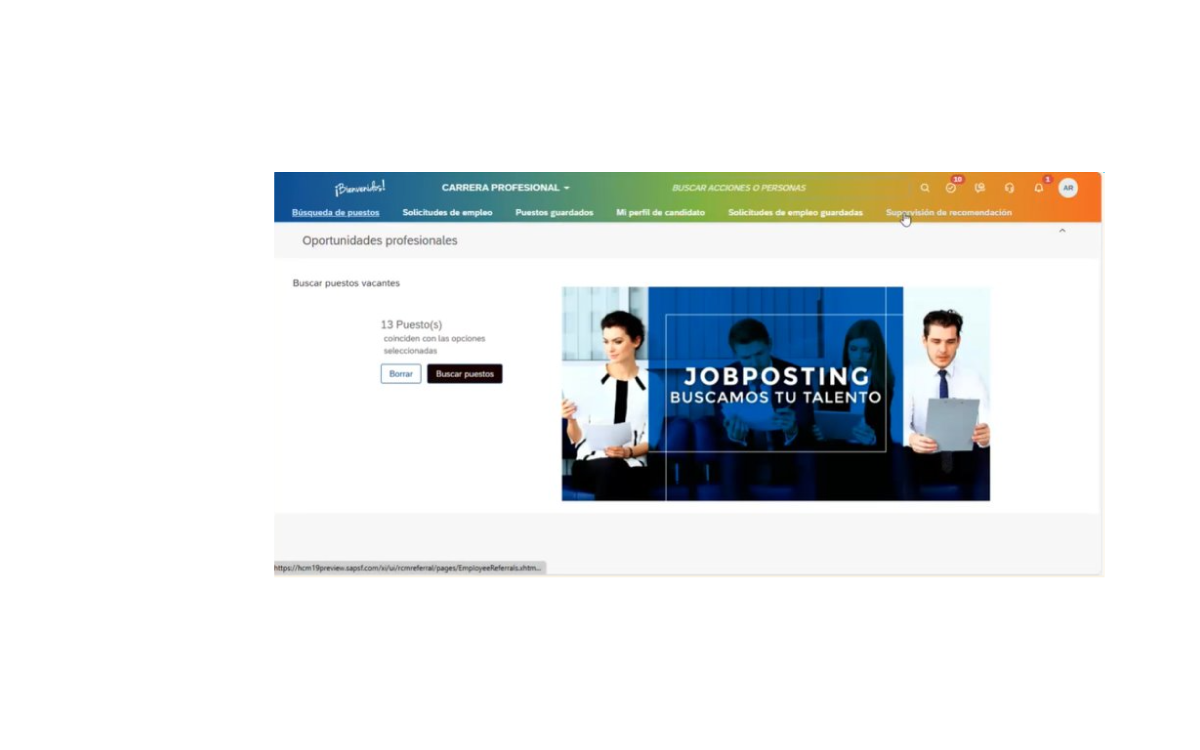 ¡Bienvenidos!
CARRERA PROFESIONAL
BUSCAR ACCIONES O PERSONAS
10
1
AR
Búsqueda de puestos
Solicitudes de empleo
Puestos guardados
Mi perfil de candidato
Solicitudes de empleo guardadas
Supervisión de recomendación
Oportunidades profesionales
Buscar puestos vacantes
13 Puesto(s)
coinciden con las opciones
seleccionadas
Borrar
Buscar puestos
JOBPOSTING
BUSCAMOS TU TALENTO
https://hcm19preview.sapsf.com/xi/ui/rcmreferral/pages/EmployeeReferrals.xhtm...